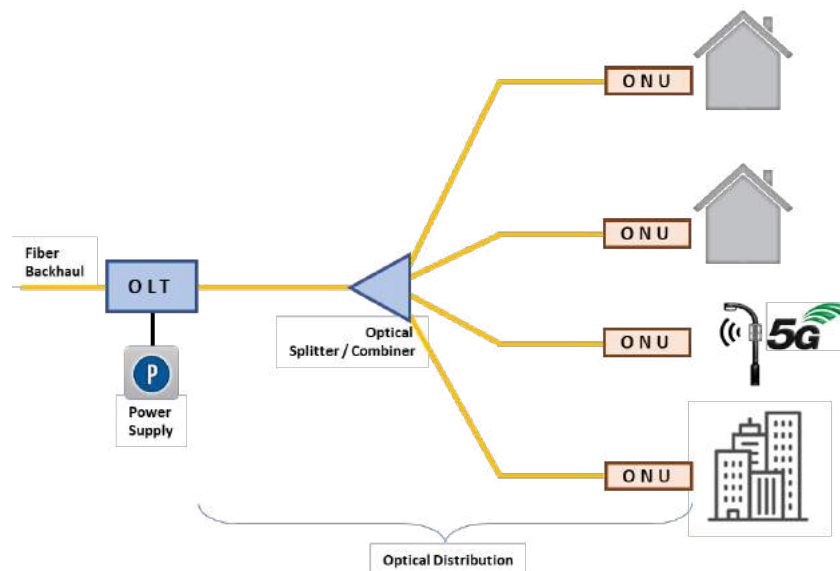 ONU
ONU
Fiber
Backhaul
OLT
Optical
Splitter / Combiner
ONU
5G
P
Power
Supply
ONU
Optical Distribution